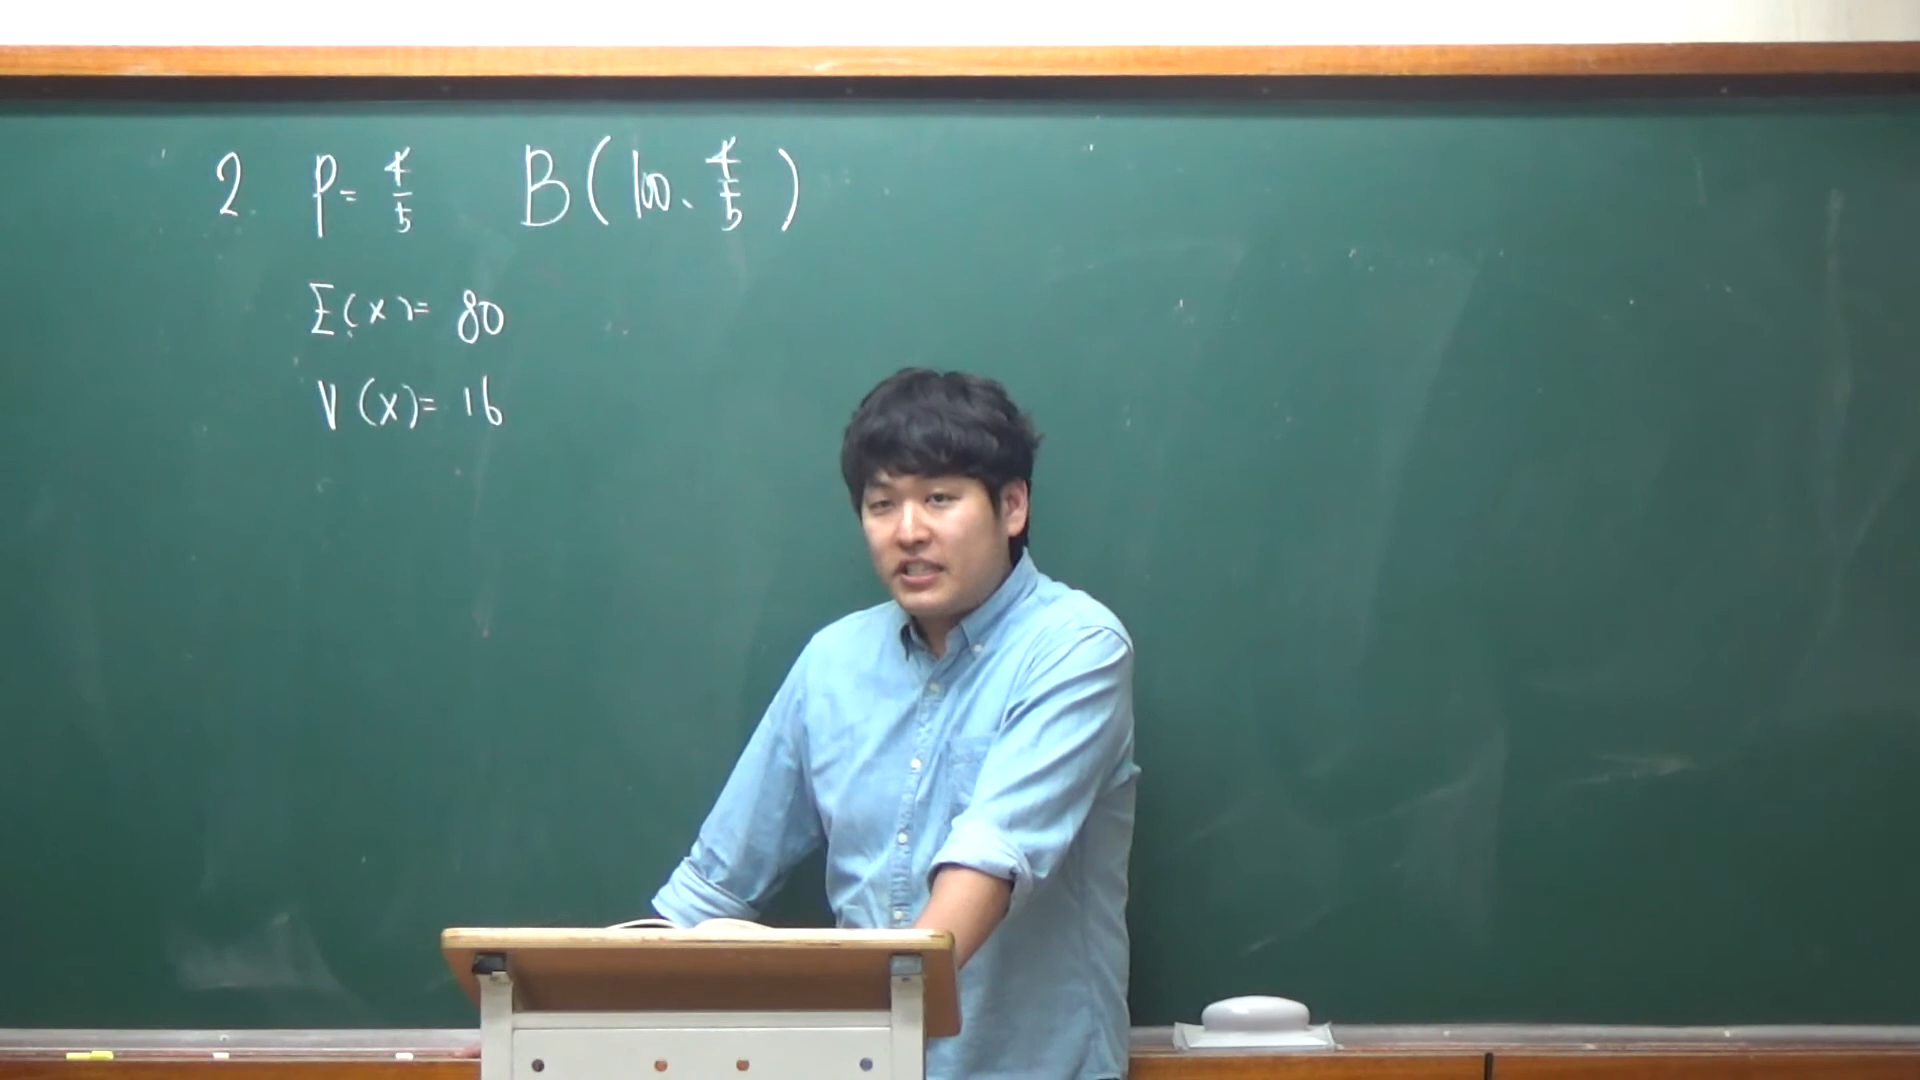 2 P= 4/5 B(100, 4/5)
E(x)= 80
V(x)= 16